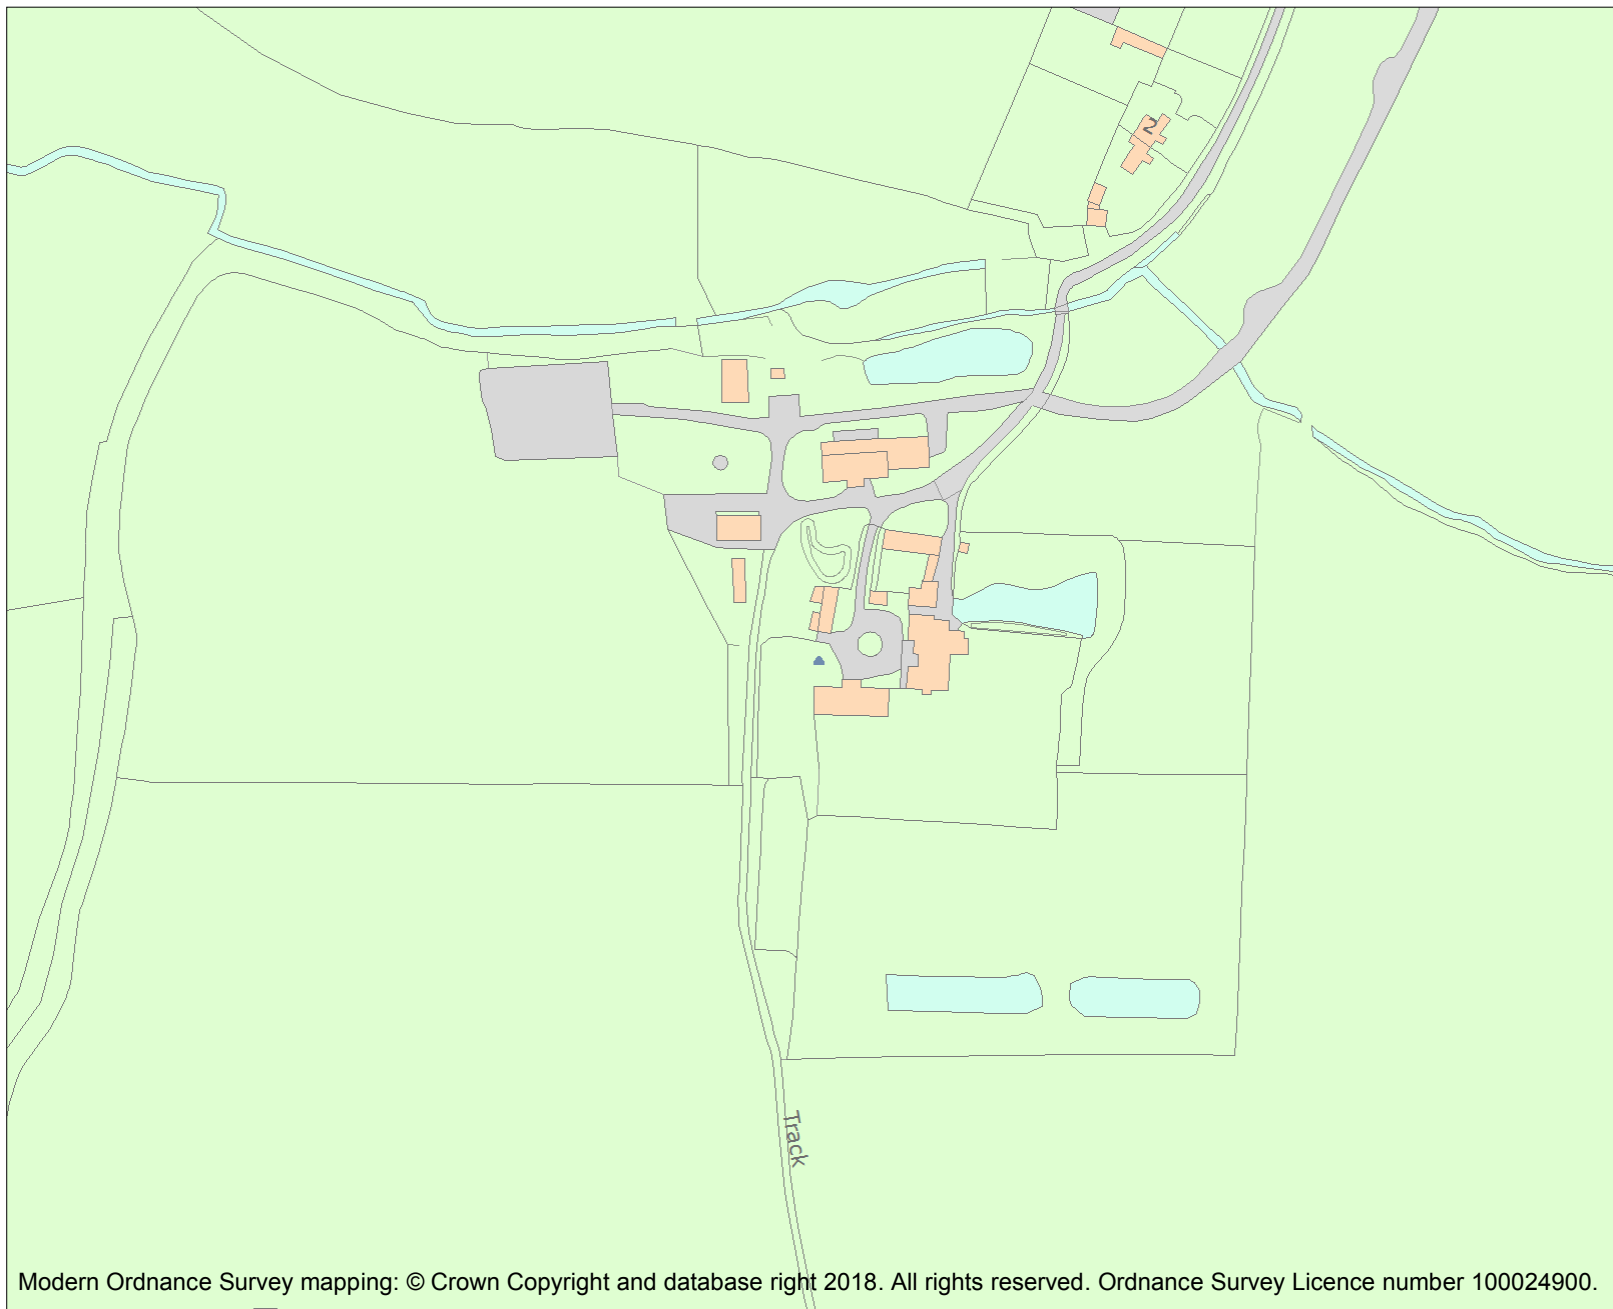 2
Track
Modern Ordnance Survey mapping: © Crown Copyright and database right 2018. All rights reserved. Ordnance Survey Licence number 100024900.